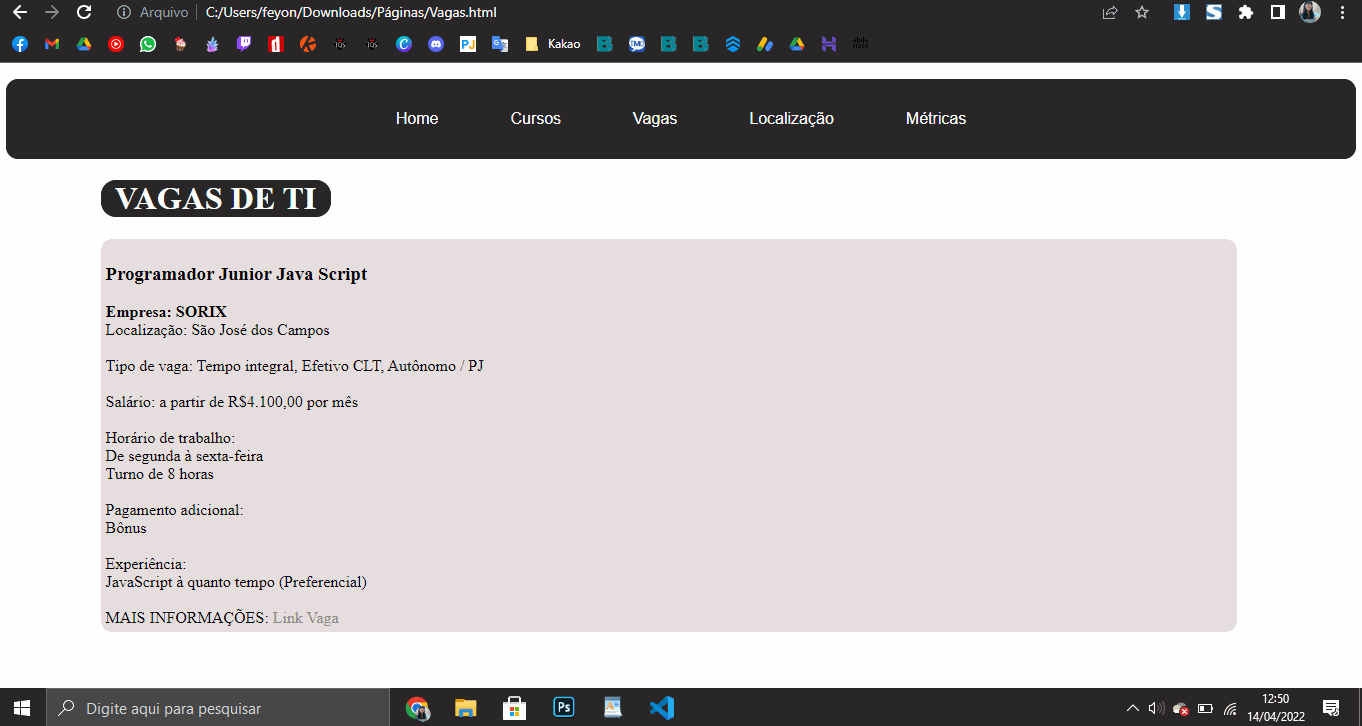 Arquivo C:/Users/feyon/Downloads/Páginas/Vagas.html
Kakao
Home Cursos Vagas Localização Métricas
VAGAS DE TI
Programador Junior Java Script
Empresa: SORIX
Localização: São José dos Campos
Tipo de vaga: Tempo integral, Efetivo CLT, Autônomo / PJ
Salário: a partir de R$4.100,00 por mês
Horário de trabalho:
De segunda à sexta-feira
Turno de 8 horas
Pagamento adicional:
Bônus
Experiência:
JavaScript à quanto tempo (Preferencial)
MAIS INFORMAÇÕES: Link Vaga
Digite aqui para pesquisar
Ps
12:50
14/04/2022